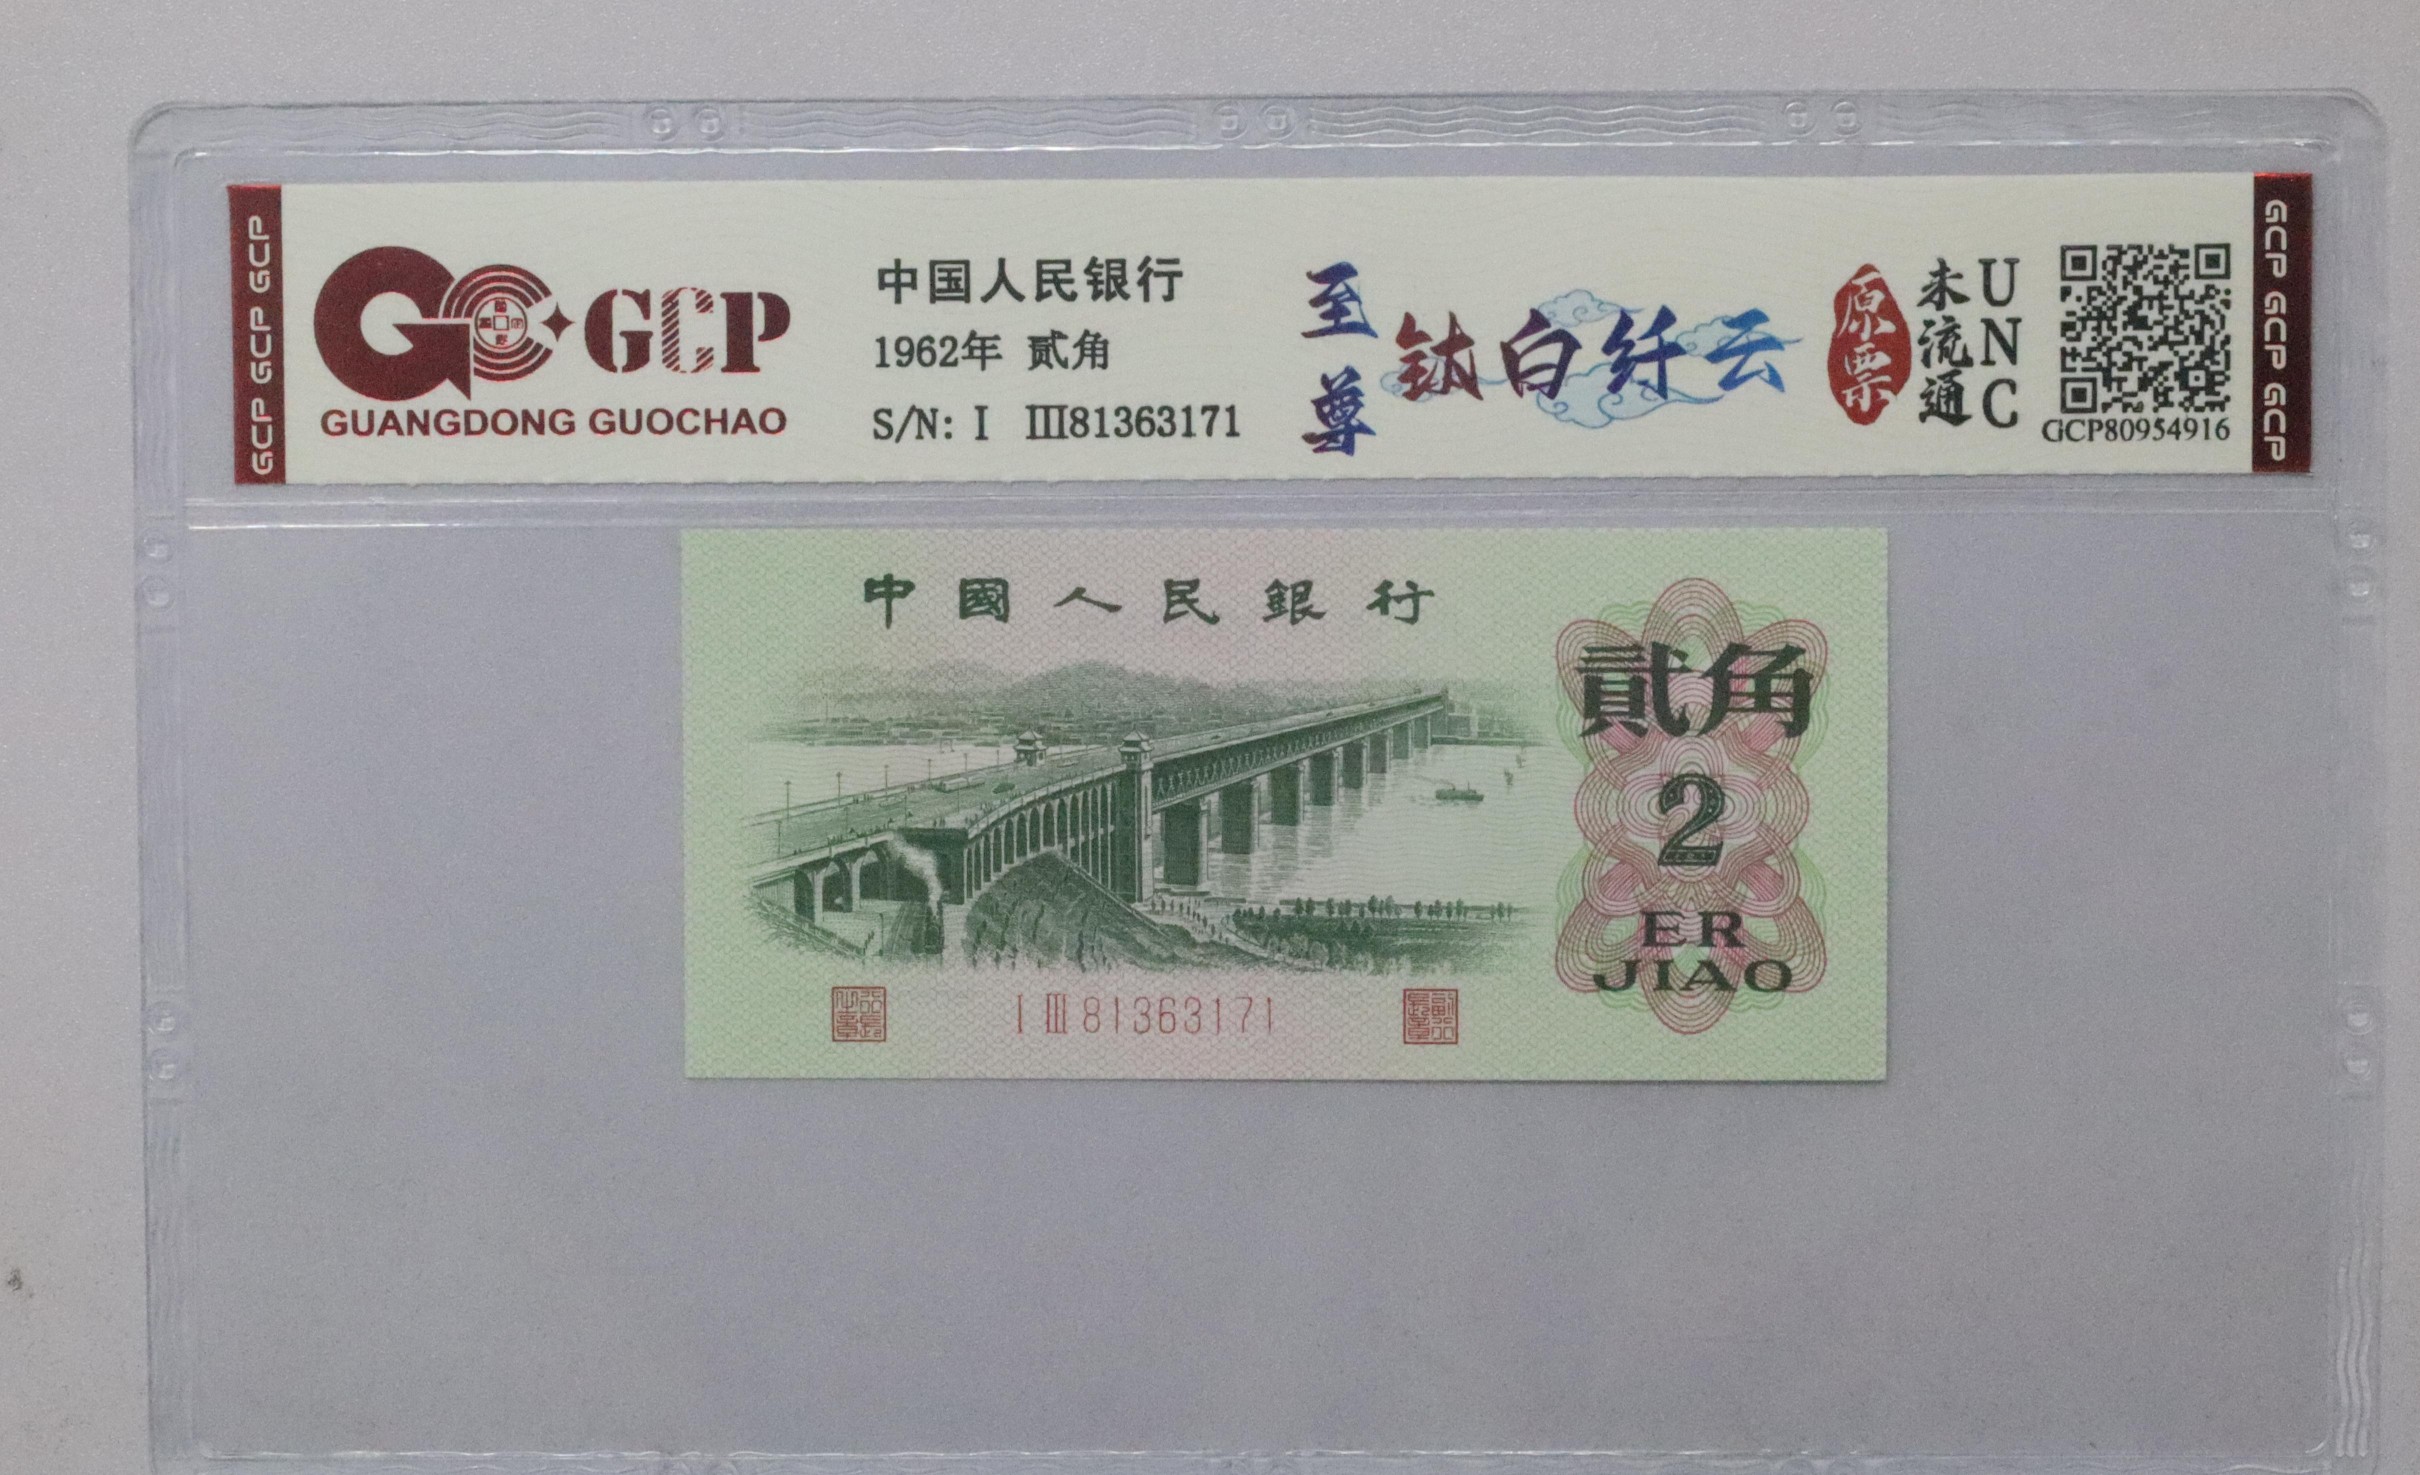 GCP GCP GCP
GCP
GUANGDONG GUOCHAO
中国人民银行
1962年 贰角
S/N: I III81363171
至尊
钛白纤云
原票
未流通
UNC
GCP80954916
GCP GCP GCP
中國人民銀行
貳角
2
ER
JIAO
I III 81363171